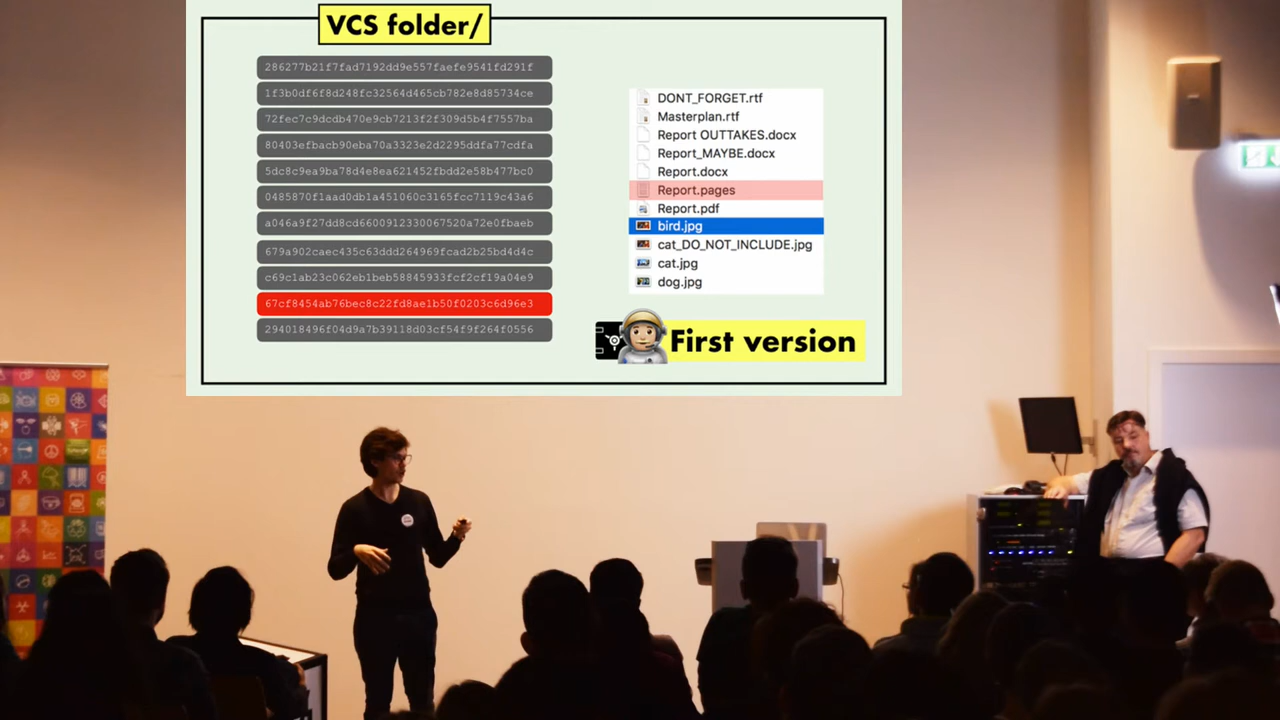 VCS folder/
286277b21f7fad7192dd9e557faefe9541fd291f
1f3b0df6f8d248fc32564d465cb782e8d85734ce
72fec7c9dcdb470e9cb7213f2f309d5b4f7557ba
80403efbacb90eba70a3323e2d2295ddfa77cdfa
5dc8c9ea9ba78d4e8ea621452fbdd2e58b477bc0
0485870f1aad0db1a451060c3165fcc7119c43a6
a046a9f27dd8cd6600912330067520a72e0fbaeb
679a902caec435c63ddd264969fcad2b25bd4d4c
c69c1ab23c062eb1beb58845933fcf2cf19a04e9
67cf8454ab76bec8c22fd8ae1b50f0203c6d96e3
294018496f04d9a7b39118d03cf54f9f264f0556
DONT_FORGET.rtf
Masterplan.rtf
Report OUTTAKES.docx
Report_MAYBE.docx
Report.docx
Report.pages
Report.pdf
bird.jpg
cat_DO_NOT_INCLUDE.jpg
cat.jpg
dog.jpg
First version